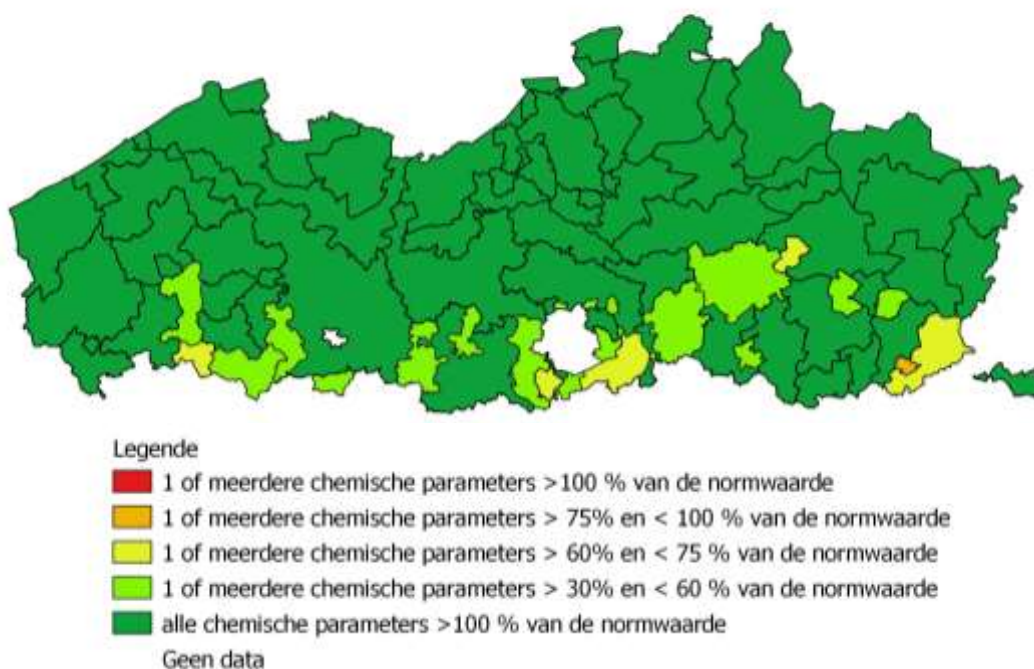 Legende
1 of meerdere chemische parameters >100 % van de normwaarde
1 of meerdere chemische parameters > 75% en < 100 % van de normwaarde
1 of meerdere chemische parameters > 60% en < 75 % van de normwaarde
1 of meerdere chemische parameters > 30% en < 60 % van de normwaarde
alle chemische parameters >100 % van de normwaarde
Geen data